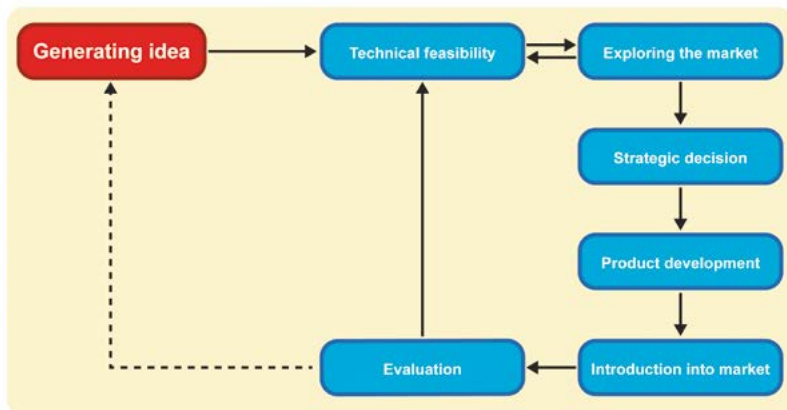 Generating idea
Technical feasibility
Exploring the market
Strategic decision
Product development
Evaluation
Introduction into market